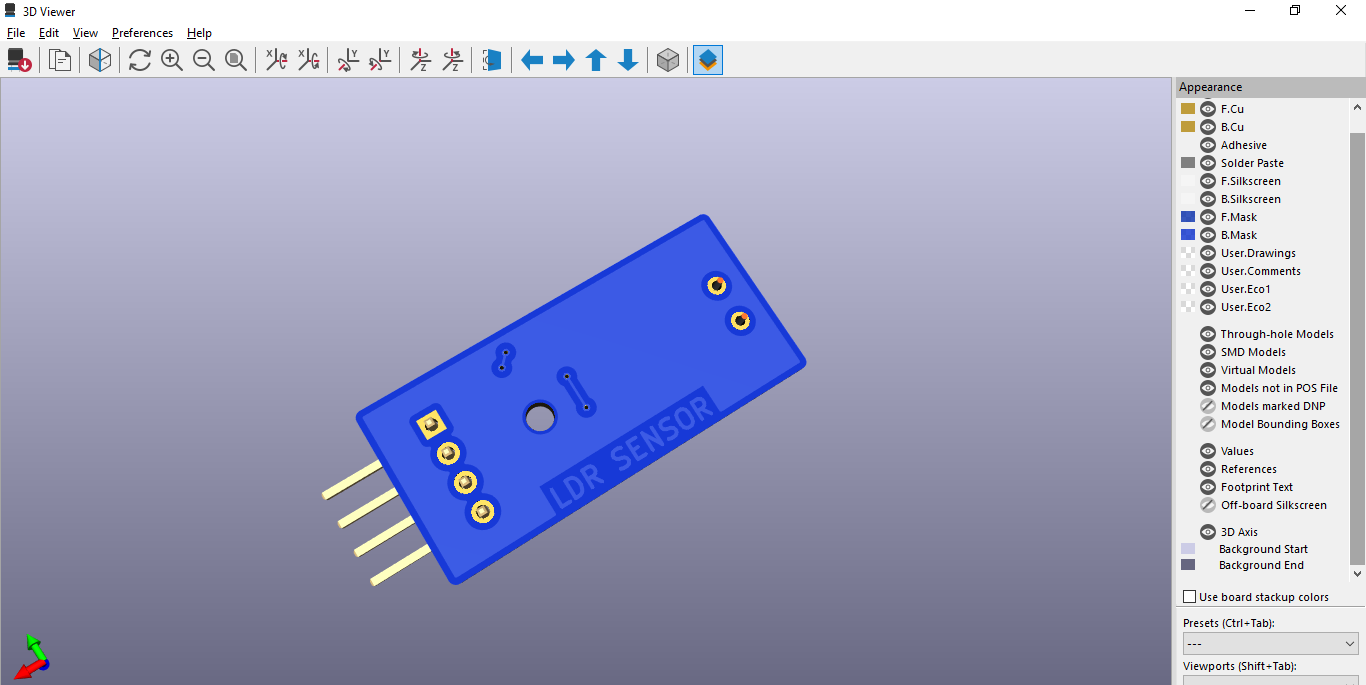 3D Viewer
File Edit View Preferences Help
X X Y Y Z Z
Appearance
F.Cu
B.Cu
Adhesive
Solder Paste
F.Silkscreen
B.Silkscreen
F.Mask
B.Mask
User.Drawings
User.Comments
User.Eco1
User.Eco2
Through-hole Models
SMD Models
Virtual Models
Models not in POS File
Models marked DNP
Model Bounding Boxes
Values
References
Footprint Text
Off-board Silkscreen
3D Axis
Background Start
Background End
Use board stackup colors
Presets (Ctrl+Tab):
---
Viewports (Shift+Tab):
LDR SENSOR